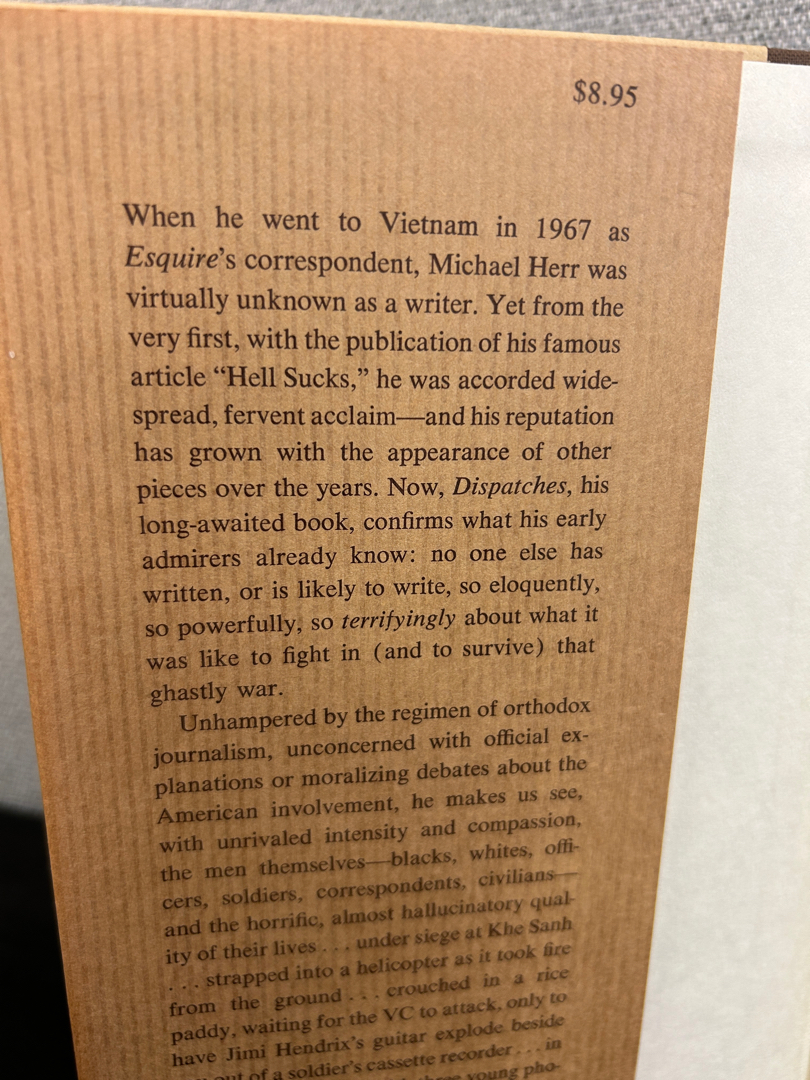 $8.95
When he went to Vietnam in 1967 as
Esquire's correspondent, Michael Herr was
virtually unknown as a writer. Yet from the
very first, with the publication of his famous
article “Hell Sucks,” he was accorded wide-
spread, fervent acclaim—and his reputation
has grown with the appearance of other
pieces over the years. Now, Dispatches, his
long-awaited book, confirms what his early
admirers already know: no one else has
written, or is likely to write, so eloquently,
so powerfully, so terrifyingly about what it
was like to fight in (and to survive) that
ghastly war.
Unhampered by the regimen of orthodox
journalism, unconcerned with official ex-
planations or moralizing debates about the
American involvement, he makes us see,
with unrivaled intensity and compassion,
the men themselves—blacks, whites, offi-
cers, soldiers, correspondents, civilians—
and the horrific, almost hallucinatory qual-
ity of their lives . . . under siege at Khe Sanh
. . . strapped into a helicopter as it took fire
from the ground . . . crouched in a rice
paddy, waiting for the VC to attack, only to
have Jimi Hendrix's guitar explode beside
out of a soldier's cassette recorder . . . in
young pho-